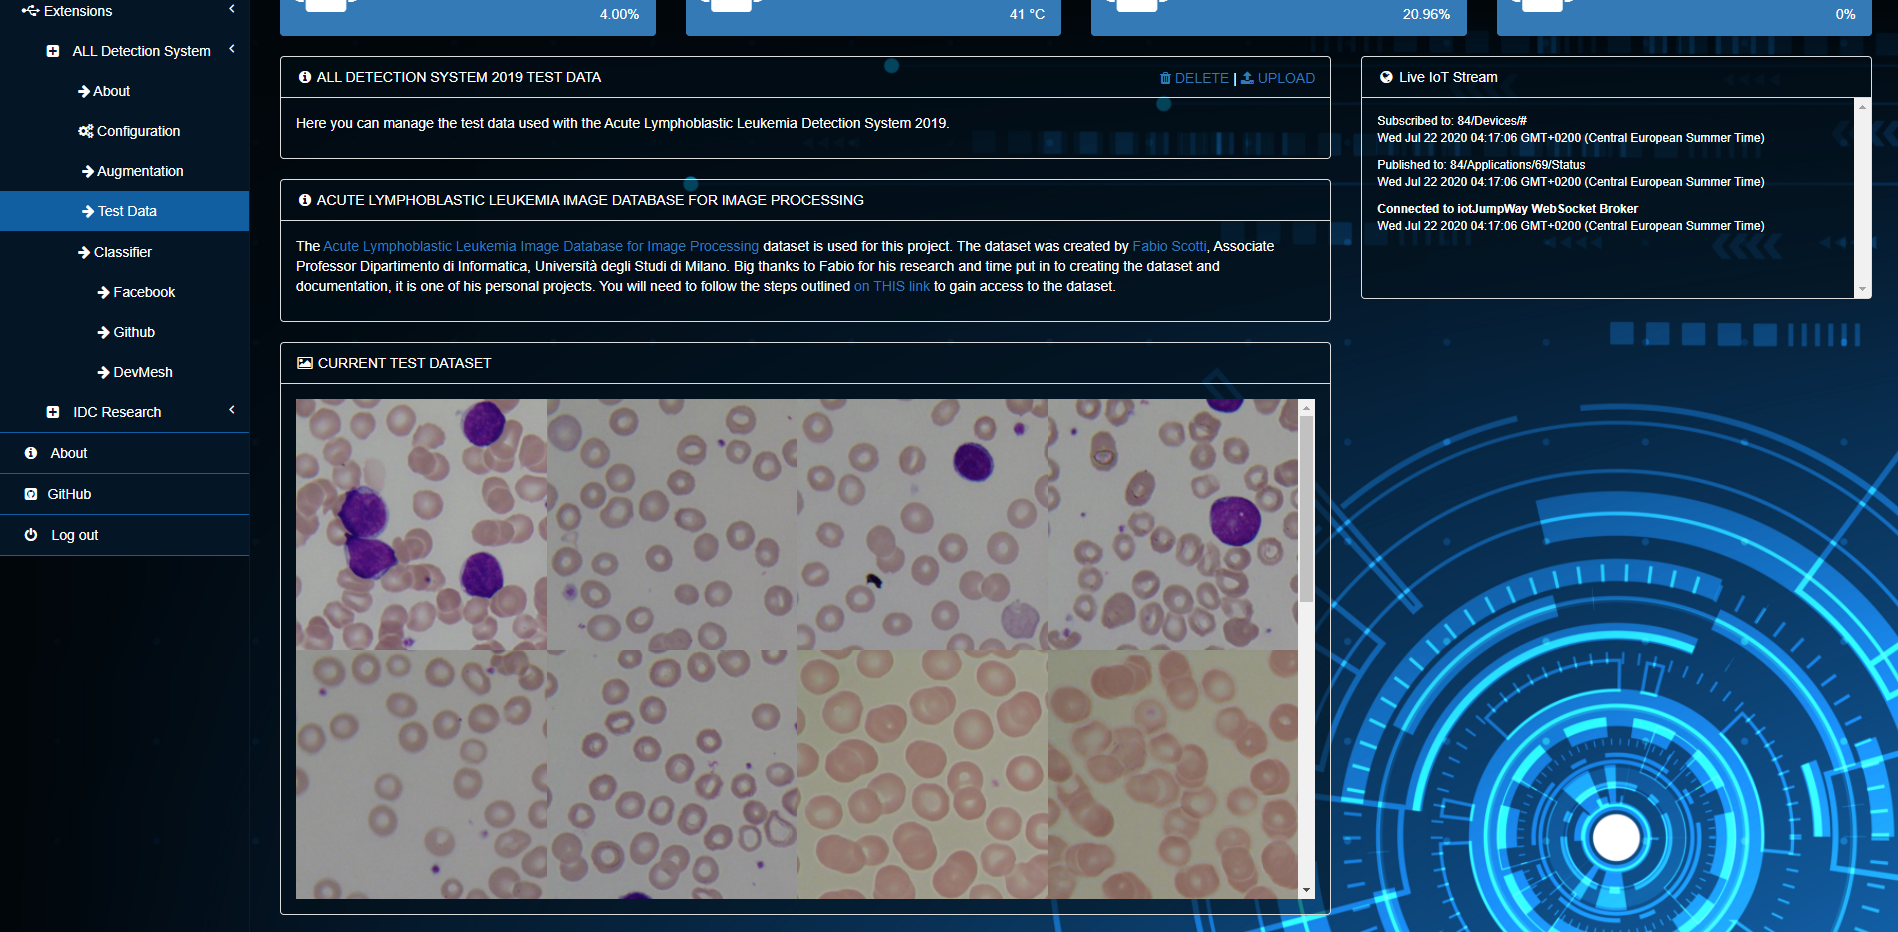 Extensions
ALL Detection System
About
Configuration
Augmentation
Test Data
Classifier
Facebook
Github
DevMesh
IDC Research
About
GitHub
Log out
4.00%
41 °C
20.96%
0%
ALL DETECTION SYSTEM 2019 TEST DATA
DELETE | UPLOAD
Here you can manage the test data used with the Acute Lymphoblastic Leukemia Detection System 2019.
ACUTE LYMPHOBLASTIC LEUKEMIA IMAGE DATABASE FOR IMAGE PROCESSING
The Acute Lymphoblastic Leukemia Image Database for Image Processing dataset is used for this project. The dataset was created by Fabio Scotti, Associate
Professor Dipartimento di Informatica, Università degli Studi di Milano. Big thanks to Fabio for his research and time put in to creating the dataset and
documentation, it is one of his personal projects. You will need to follow the steps outlined on THIS link to gain access to the dataset.
CURRENT TEST DATASET
Live IoT Stream
Subscribed to: 84/Devices/#
Wed Jul 22 2020 04:17:06 GMT+0200 (Central European Summer Time)
Published to: 84/Applications/69/Status
Wed Jul 22 2020 04:17:06 GMT+0200 (Central European Summer Time)
Connected to iotJumpWay WebSocket Broker
Wed Jul 22 2020 04:17:06 GMT+0200 (Central European Summer Time)